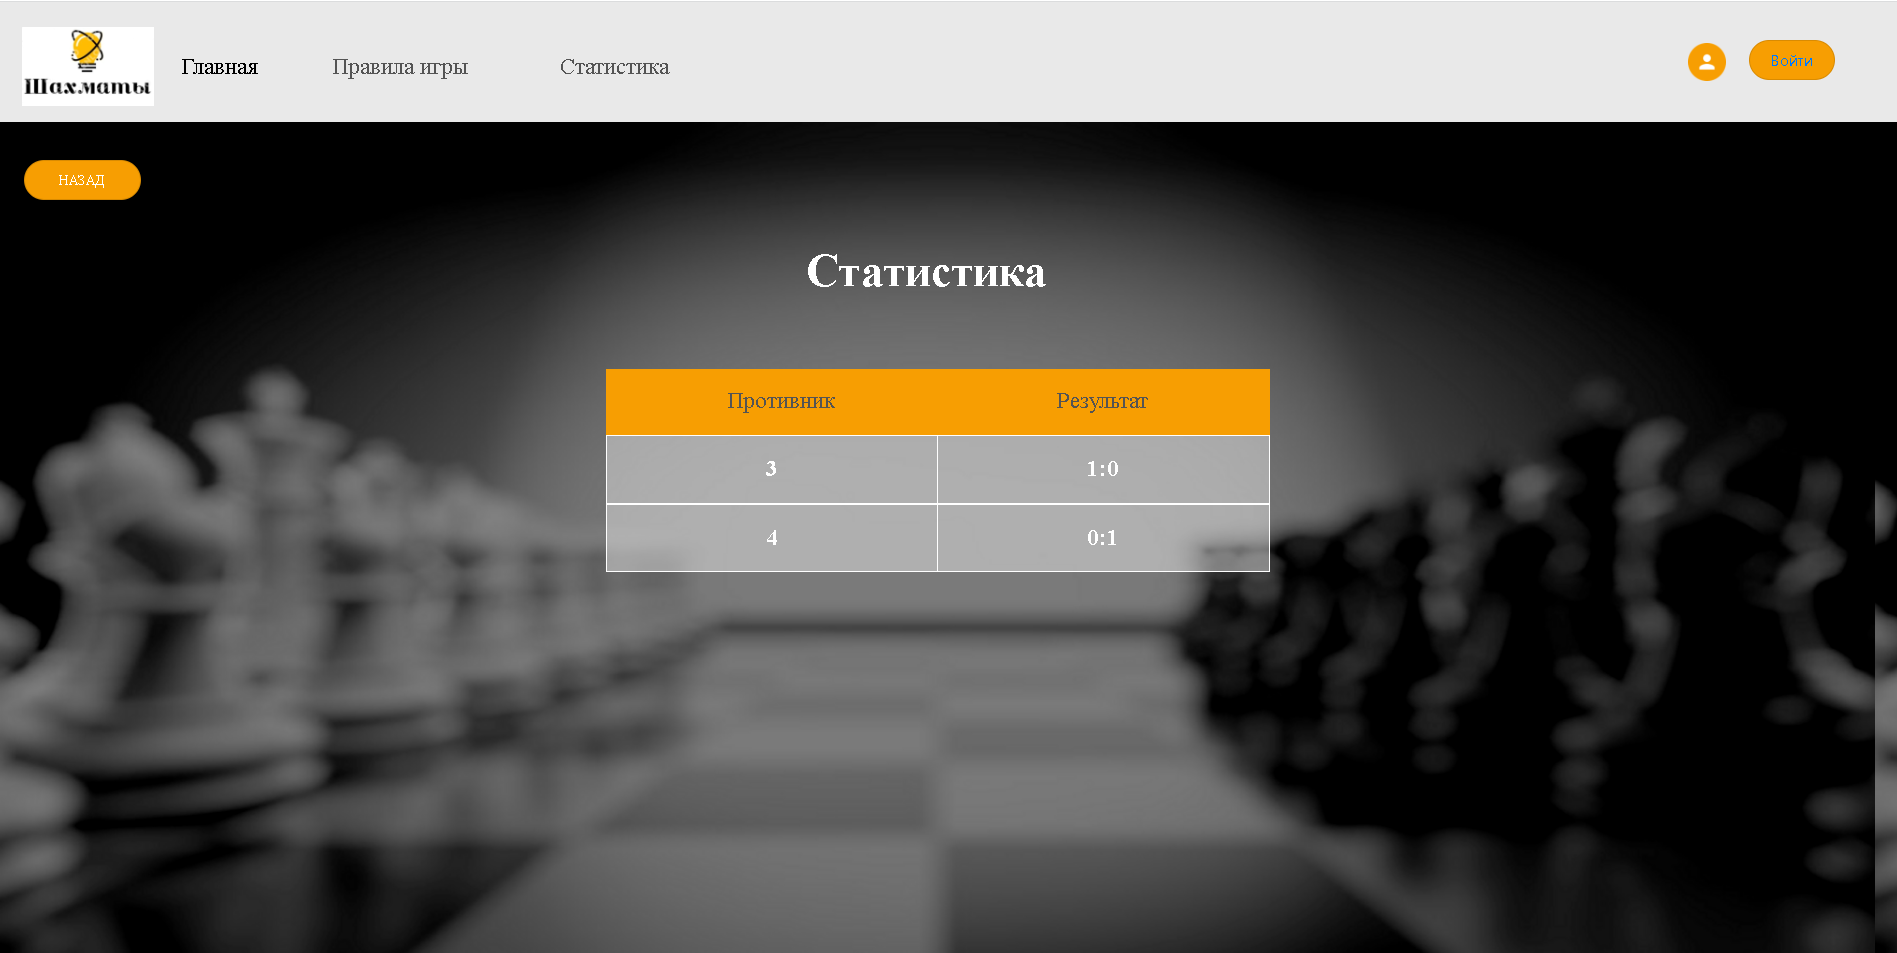 Шахматы
Главная
Правила игры
Статистика
Войти
НАЗАД
Статистика
Противник Результат
3 1:0
4 0:1